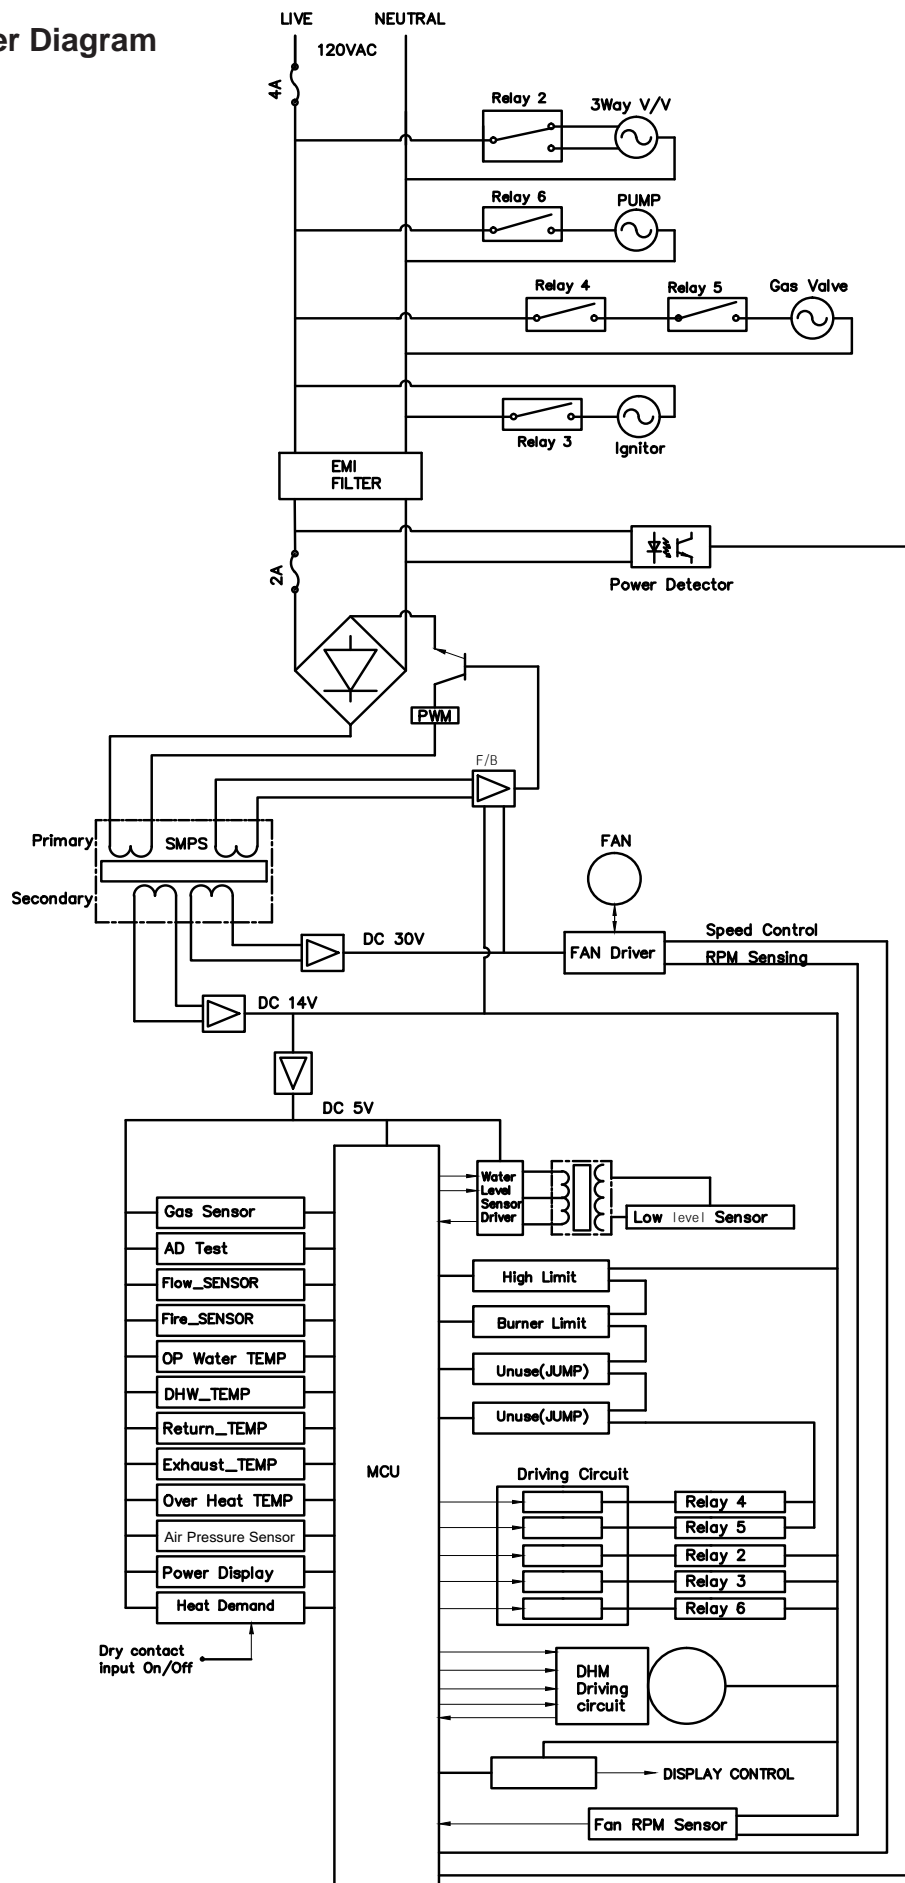 er Diagram
LIVE
NEUTRAL
120VAC
4A
Relay 2
3Way V/V
Relay 6
PUMP
Relay 4
Relay 5
Gas Valve
Relay 3
Ignitor
EMI
FILTER
2A
Power Detector
PWM
F/B
Primary
SMPS
Secondary
FAN
DC 30V
FAN Driver
Speed Control
RPM Sensing
DC 14V
DC 5V
Water
Level
Sensor
Driver
Low level Sensor
Gas Sensor
AD Test
Flow_SENSOR
Fire_SENSOR
OP Water TEMP
DHW_TEMP
Return_TEMP
Exhaust_TEMP
Over Heat TEMP
Air Pressure Sensor
Power Display
Heat Demand
Dry contact
input On/Off
MCU
High Limit
Burner Limit
Unuse(JUMP)
Unuse(JUMP)
Driving Circuit
Relay 4
Relay 5
Relay 2
Relay 3
Relay 6
DHM
Driving
circuit
DISPLAY CONTROL
Fan RPM Sensor